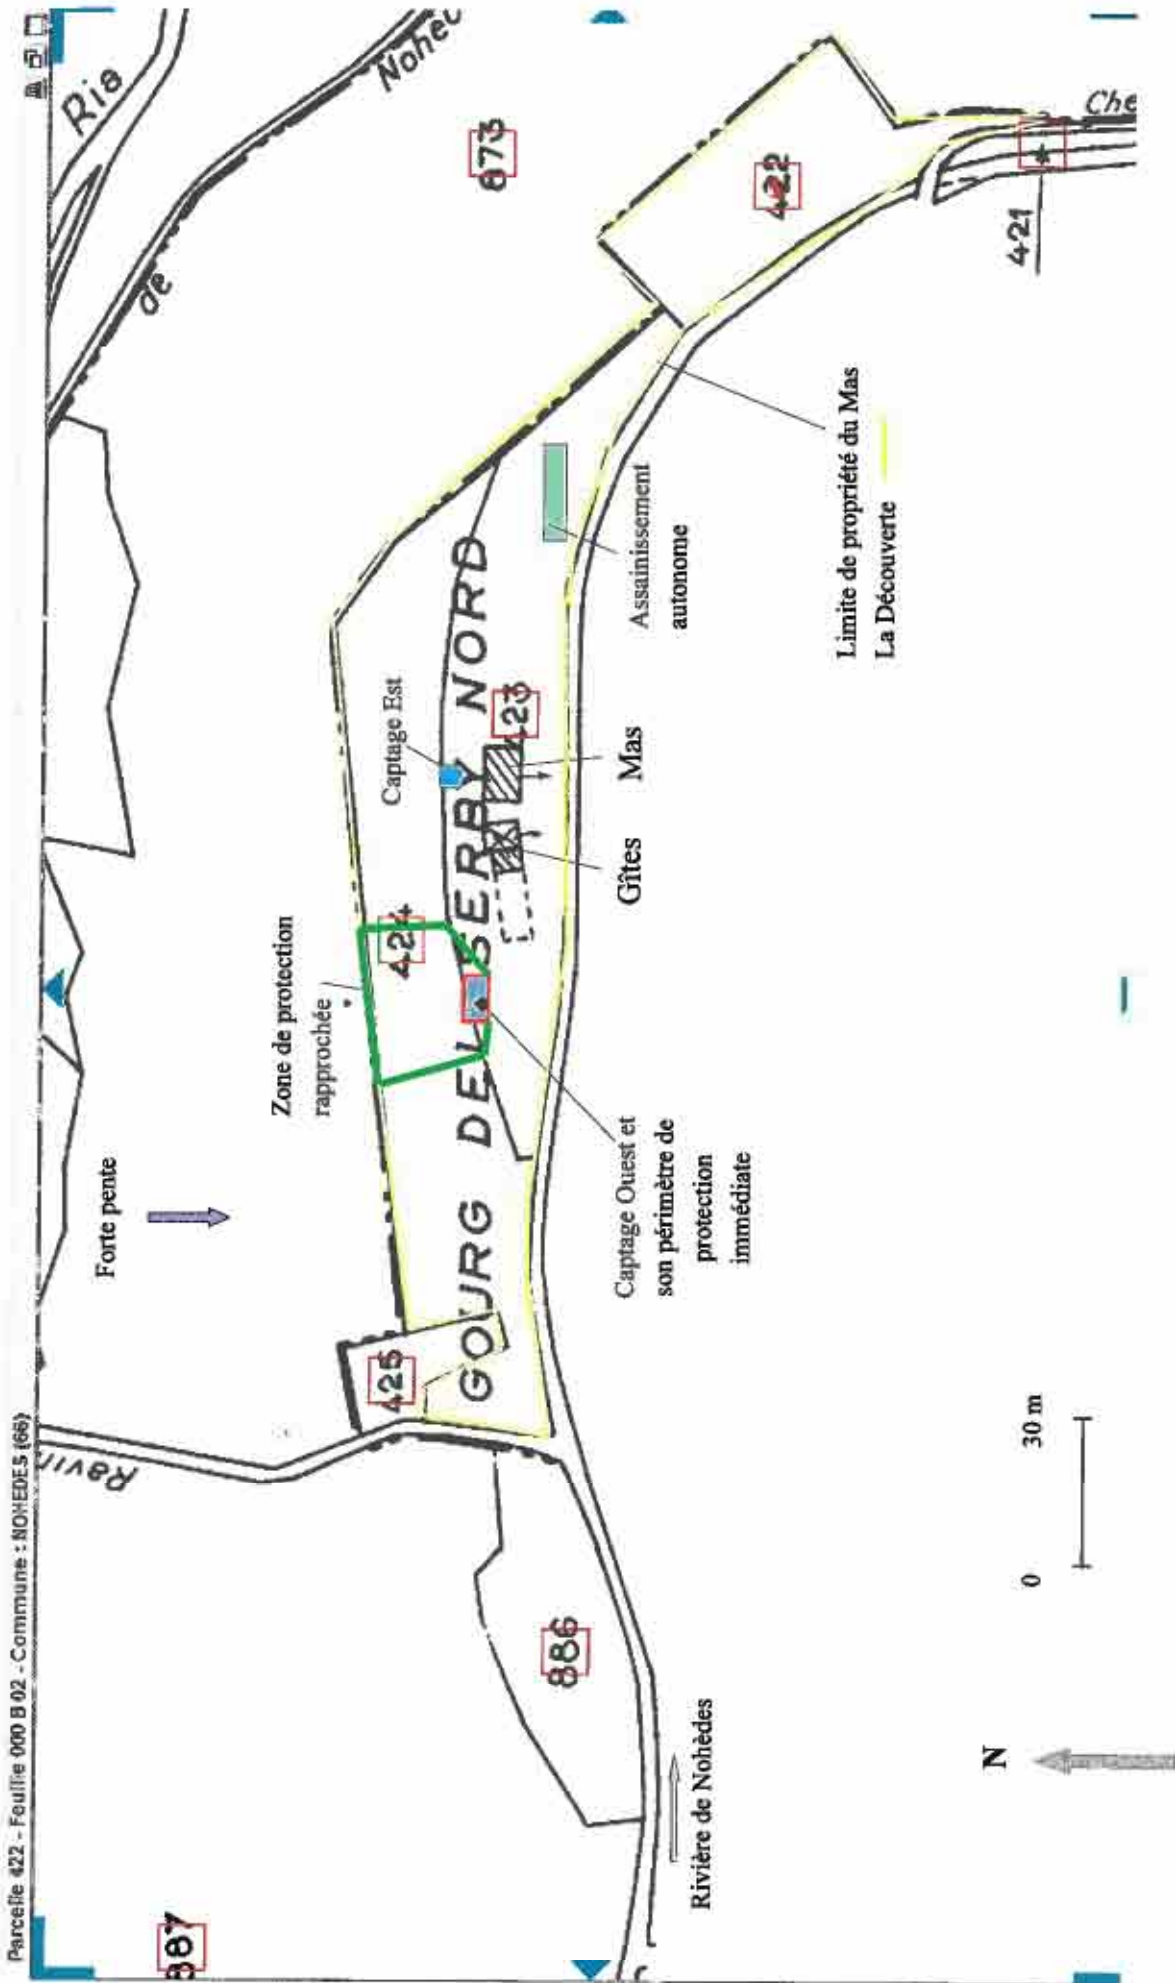 Parcelle 422 - Feuille 000 B 02 - Commune : NOHEDES (66)
887
Ravin
Forte pente
Zone de protection
rapprochée
Captage Est
Ria
de
Nohed
873
425
424
GOURG DEL SERBY NORD
423
422
421
Che
886
Gîtes
Mas
Assainissement
autonome
Captage Ouest et
son périmètre de
protection
immédiate
Limite de propriété du Mas
La Découverte
Rivière de Nohèdes
N
0
30 m